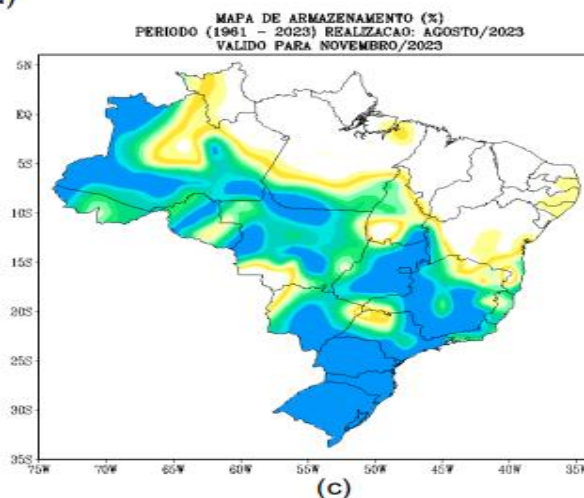 MAPA DE ARMAZENAMENTO (%)
PERIODO (1961 - 2023) REALIZACAO: AGOSTO/2023
VALIDO PARA NOVEMBRO/2023
5N
EQ
5S
10S
15S
20S
25S
30S
35S
75W 70W 65W 60W 55W 50W 45W 40W 35W
(c)